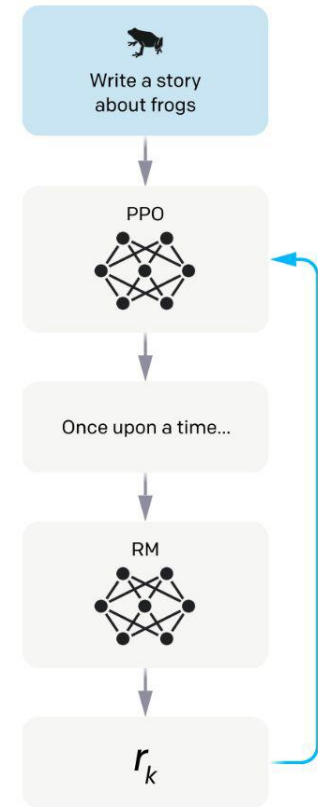 Write a story
about frogs
PPO
Once upon a time...
RM
r_k